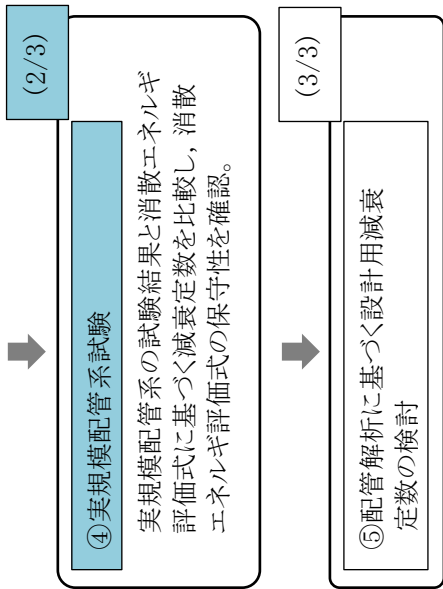 (2/3)
④実規模配管系試験
実規模配管系の試験結果と消散エネルギ
評価式に基づく減衰定数を比較し，消散
エネルギ評価式の保守性を確認。
(3/3)
⑤配管解析に基づく設計用減衰
定数の検討